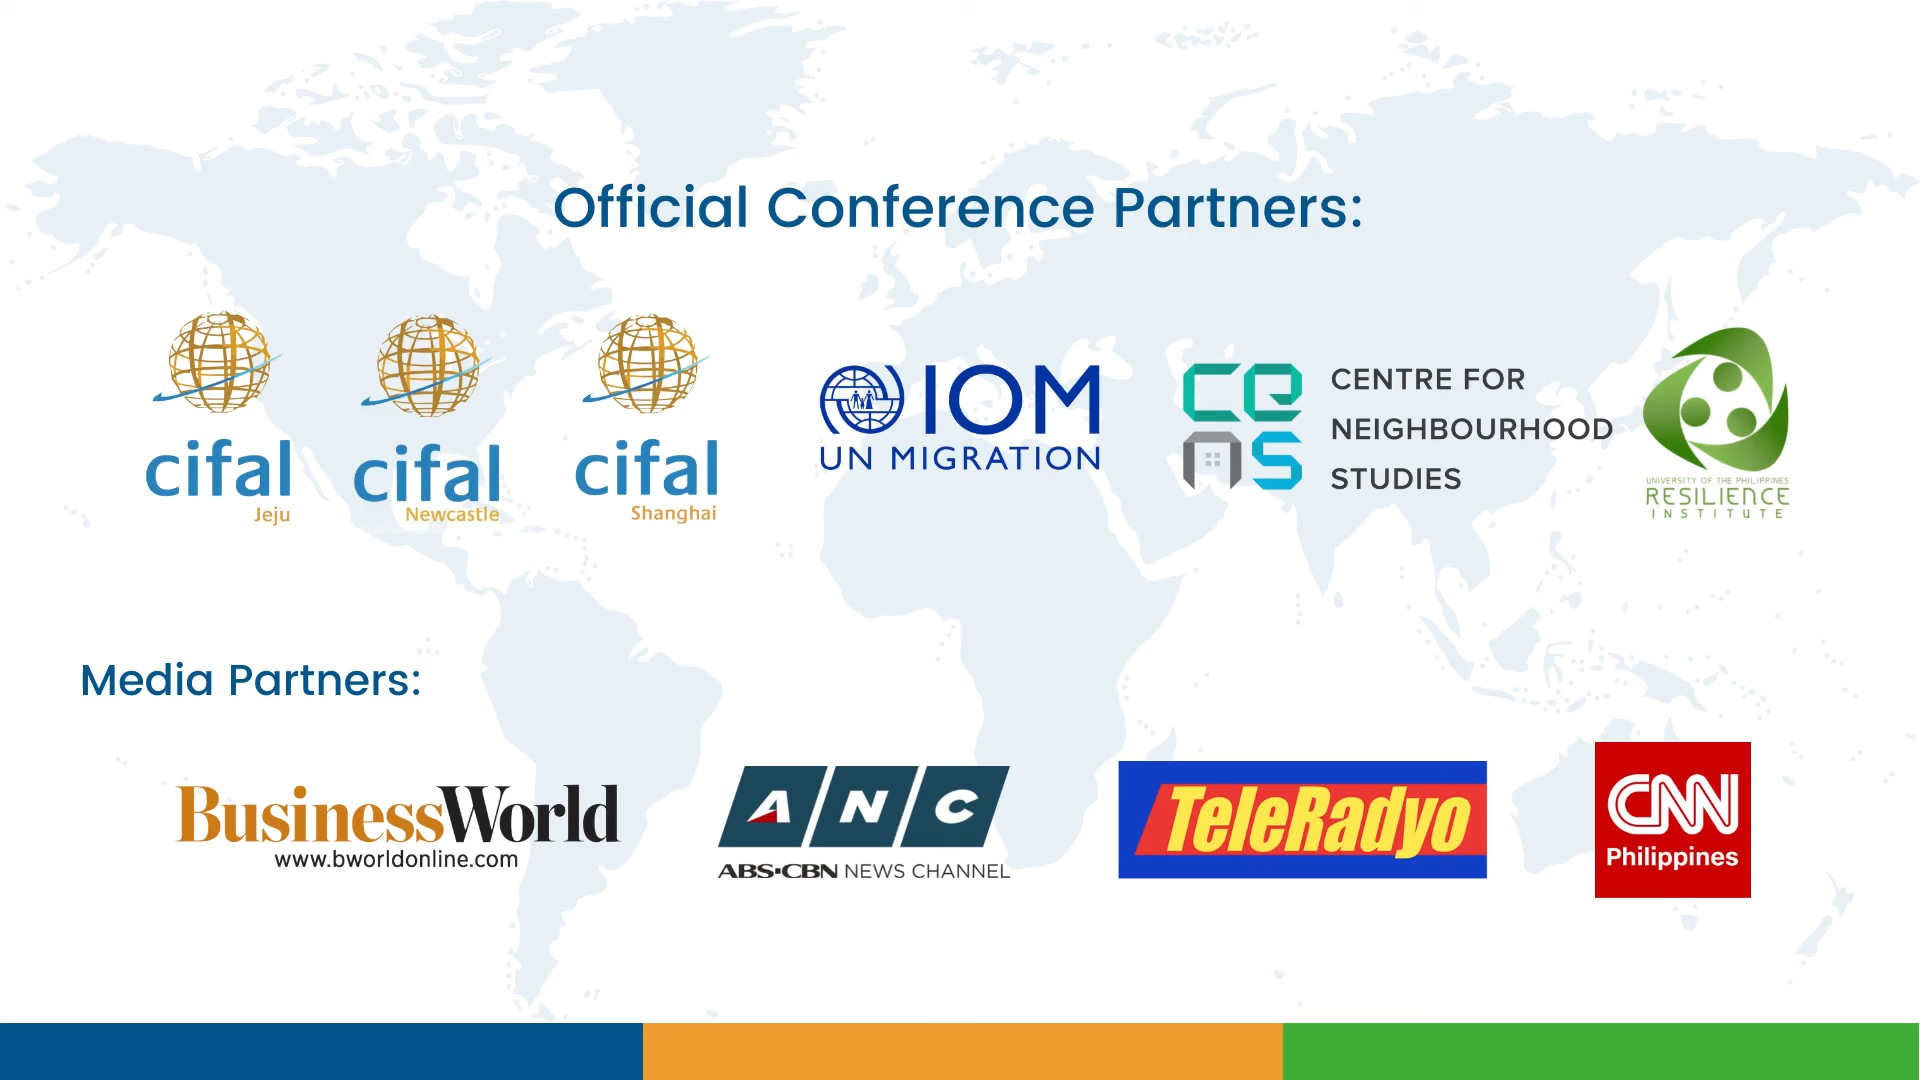 Official Conference Partners:
cifal
Jeju
cifal
Newcastle
cifal
Shanghai
IOM
UN MIGRATION
CENS
CENTRE FOR
NEIGHBOURHOOD
STUDIES
UNIVERSITY OF THE PHILIPPINES
RESILIENCE
INSTITUTE
Media Partners:
BusinessWorld
www.bworldonline.com
ANC
ABS-CBN NEWS CHANNEL
TeleRadyo
CNN
Philippines